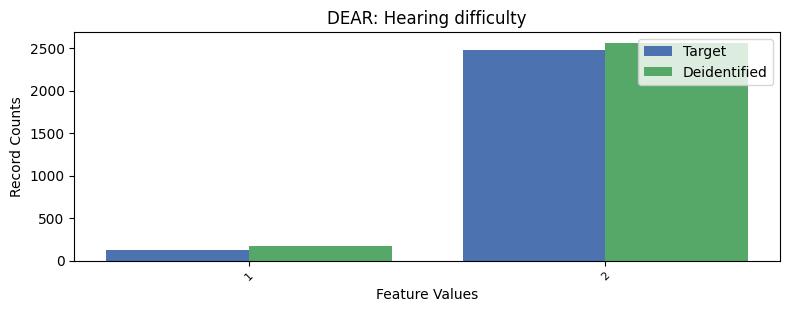 DEAR: Hearing difficulty
Target
Deidentified
Record Counts
2500
2000
1500
1000
500
0
1
2
Feature Values